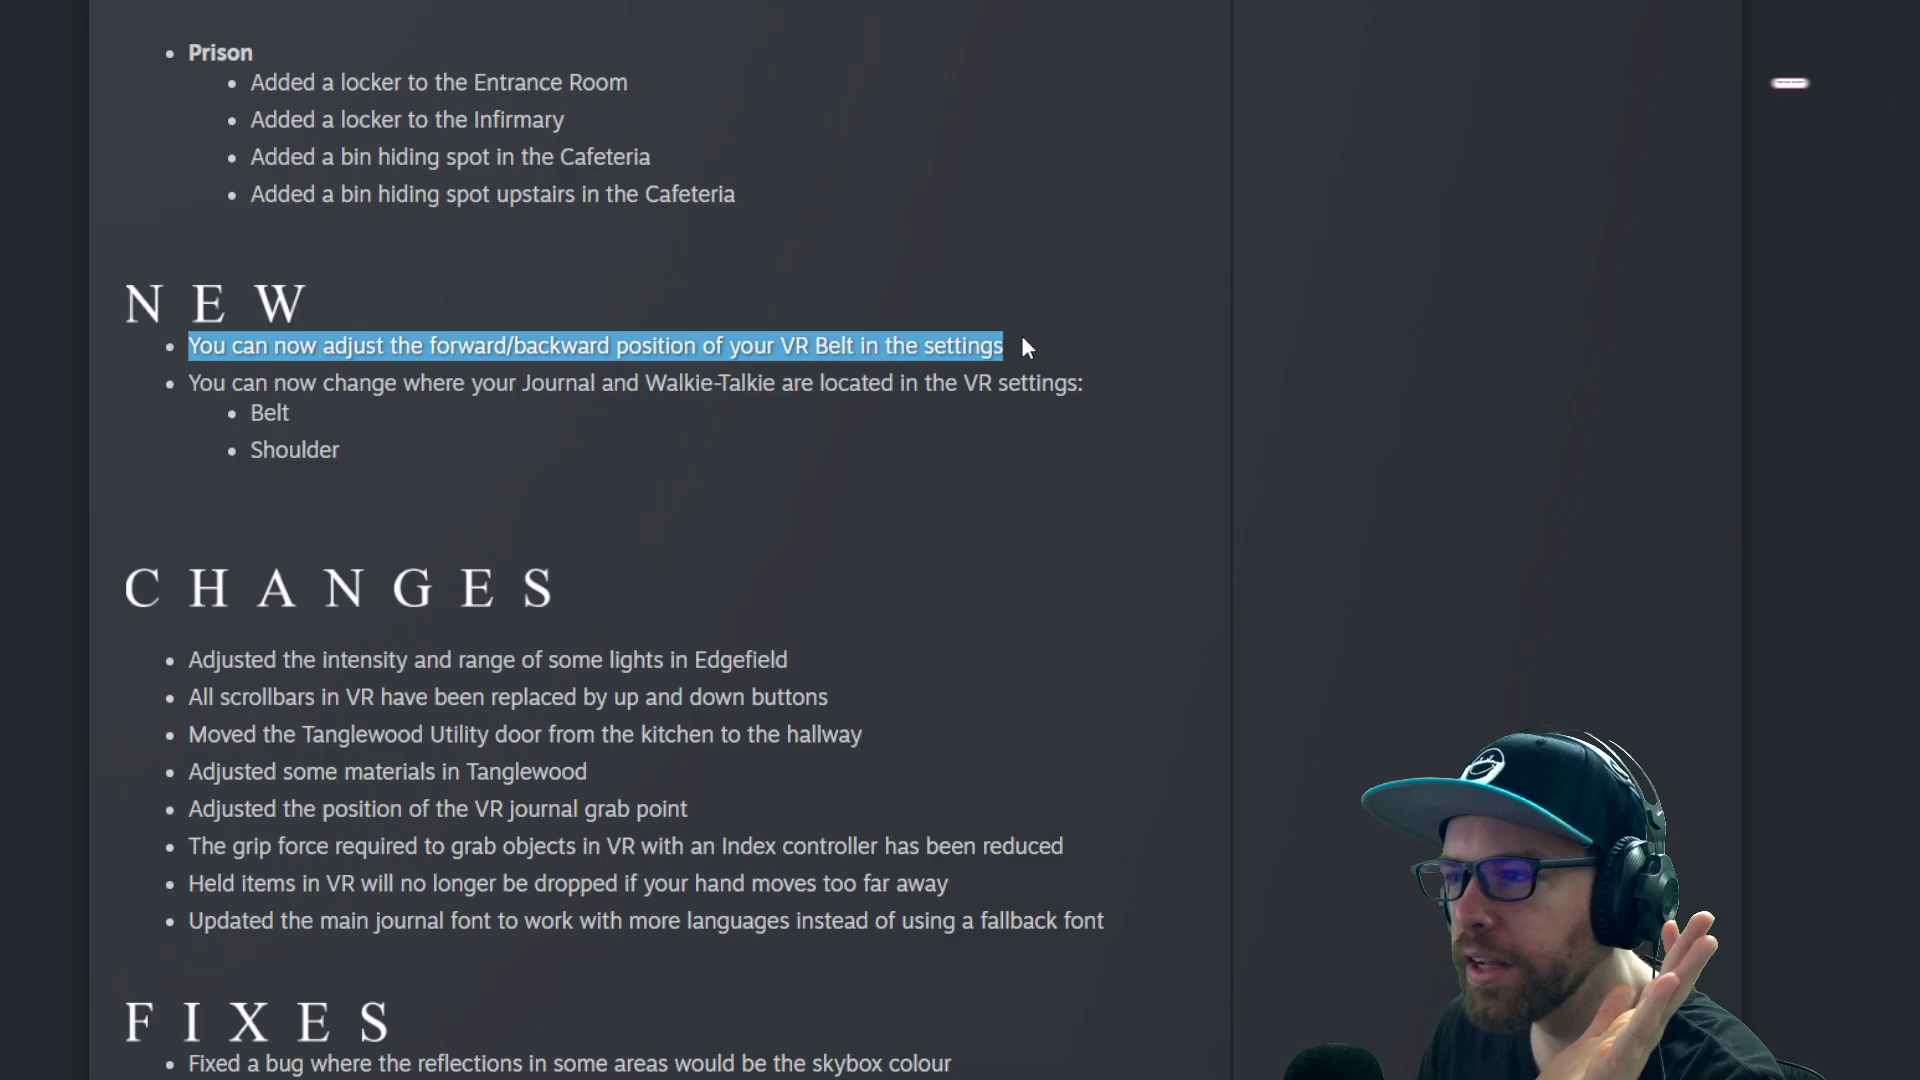 Prison
Added a locker to the Entrance Room
Added a locker to the Infirmary
Added a bin hiding spot in the Cafeteria
Added a bin hiding spot upstairs in the Cafeteria
NEW
You can now adjust the forward/backward position of your VR Belt in the settings
You can now change where your Journal and Walkie-Talkie are located in the VR settings:
Belt
Shoulder
CHANGES
Adjusted the intensity and range of some lights in Edgefield
All scrollbars in VR have been replaced by up and down buttons
Moved the Tanglewood Utility door from the kitchen to the hallway
Adjusted some materials in Tanglewood
Adjusted the position of the VR journal grab point
The grip force required to grab objects in VR with an Index controller has been reduced
Held items in VR will no longer be dropped if your hand moves too far away
Updated the main journal font to work with more languages instead of using a fallback font
FIXES
Fixed a bug where the reflections in some areas would be the skybox colour